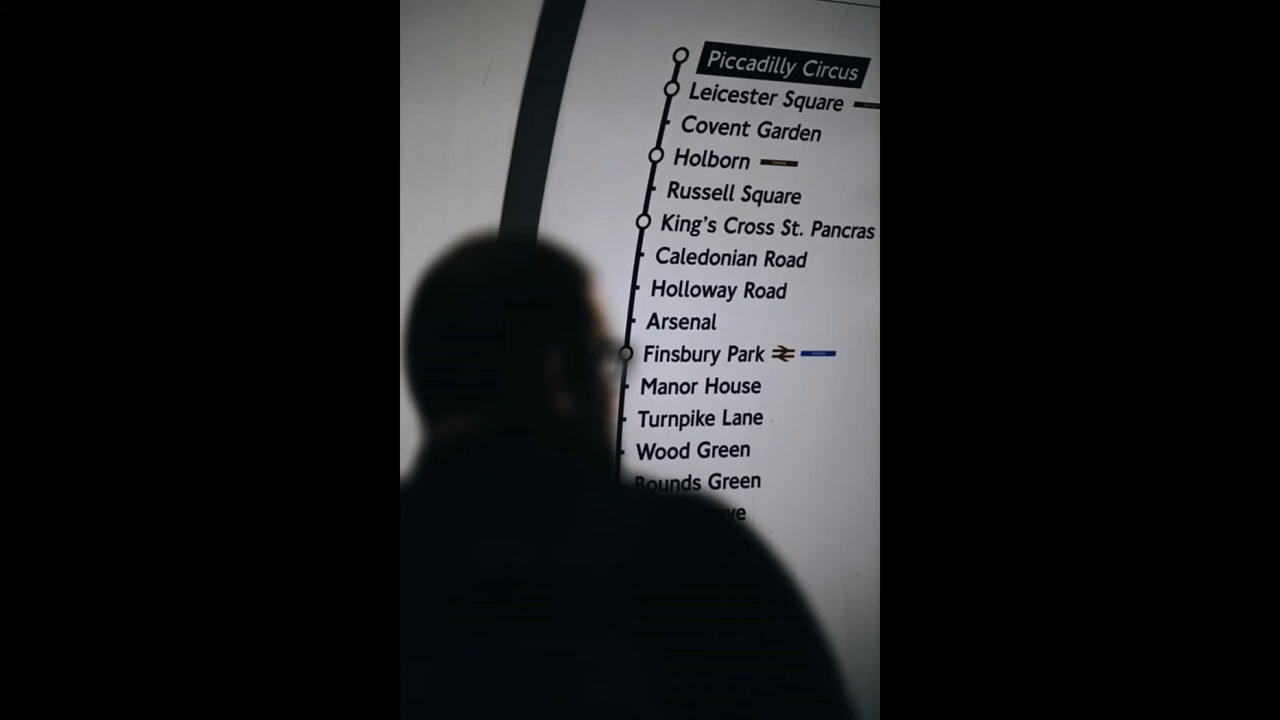 Piccadilly Circus
Leicester Square
Covent Garden
Holborn
Russell Square
King's Cross St. Pancras
Caledonian Road
Holloway Road
Arsenal
Finsbury Park
Manor House
Turnpike Lane
Wood Green
Bounds Green